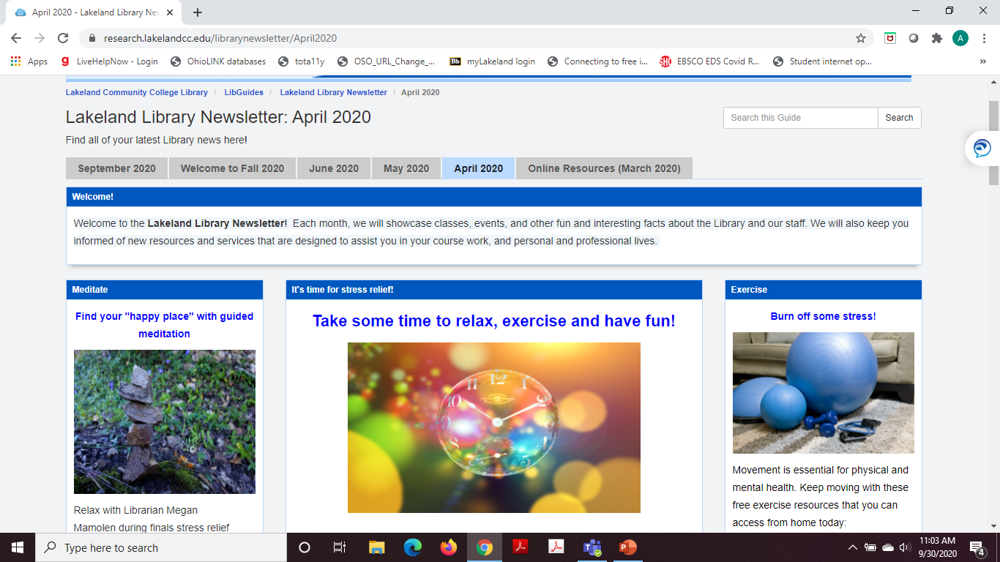 April 2020 - Lakeland Library New
research.lakelandcc.edu/librarynewsletter/April2020
A
Apps
LiveHelpNow - Login
OhioLINK databases
tota11y
OSO_URL_Change_...
Bb
myLakeland login
Connecting to free i...
EBSCO EDS Covid R...
Student internet op...
Lakeland Community College Library / LibGuides / Lakeland Library Newsletter / April 2020
Lakeland Library Newsletter: April 2020
Search this Guide
Search
Find all of your latest Library news here!
September 2020
Welcome to Fall 2020
June 2020
May 2020
April 2020
Online Resources (March 2020)
Welcome!
Welcome to the Lakeland Library Newsletter! Each month, we will showcase classes, events, and other fun and interesting facts about the Library and our staff. We will also keep you
informed of new resources and services that are designed to assist you in your course work, and personal and professional lives.
Meditate
Find your "happy place" with guided
meditation
Relax with Librarian Megan
Mamolen during finals stress relief
It's time for stress relief!
Take some time to relax, exercise and have fun!
Exercise
Burn off some stress!
Movement is essential for physical and
mental health. Keep moving with these
free exercise resources that you can
access from home today:
Type here to search
11:03 AM
9/30/2020
4